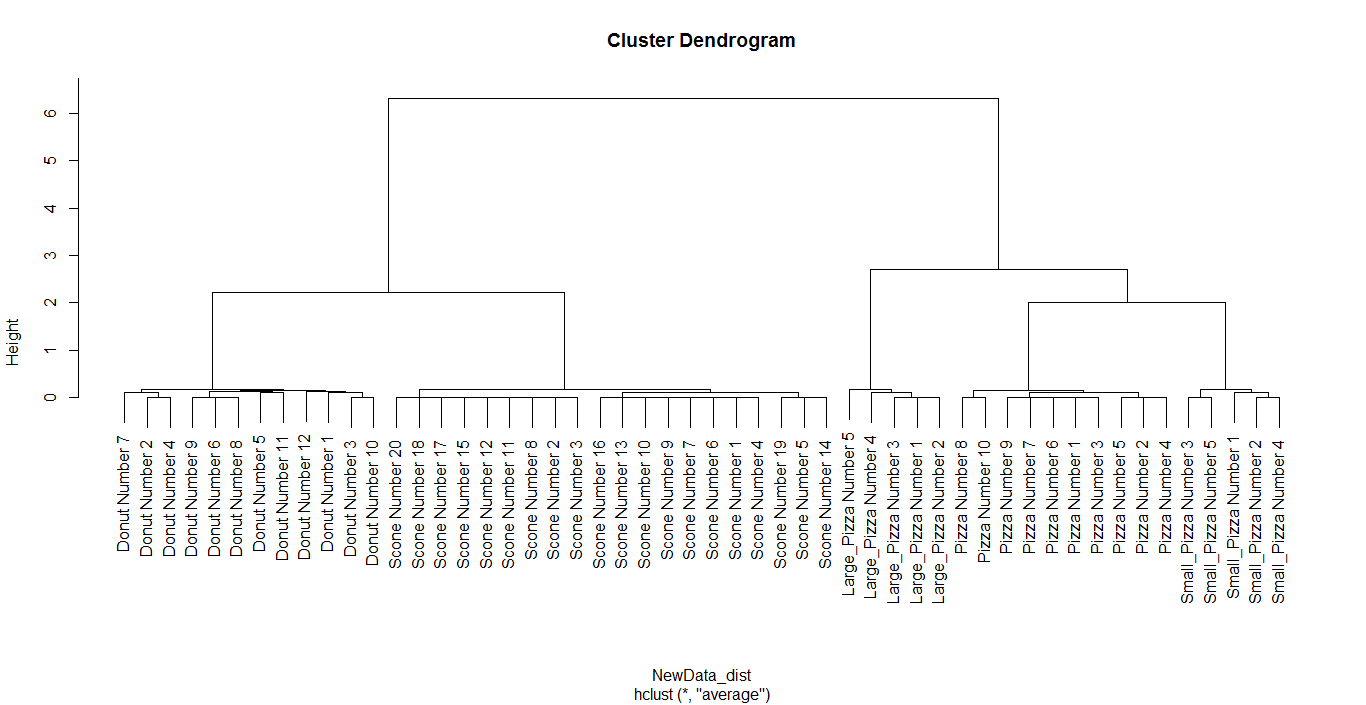 Cluster Dendrogram
Height
0
1
2
3
4
5
6
Donut Number 7
Donut Number 2
Donut Number 4
Donut Number 9
Donut Number 6
Donut Number 8
Donut Number 5
Donut Number 11
Donut Number 12
Donut Number 1
Donut Number 3
Donut Number 10
Scone Number 20
Scone Number 18
Scone Number 17
Scone Number 15
Scone Number 12
Scone Number 11
Scone Number 8
Scone Number 2
Scone Number 3
Scone Number 16
Scone Number 13
Scone Number 10
Scone Number 9
Scone Number 7
Scone Number 6
Scone Number 1
Scone Number 4
Scone Number 19
Scone Number 5
Scone Number 14
Large_Pizza Number 5
Large_Pizza Number 4
Large_Pizza Number 3
Large_Pizza Number 1
Large_Pizza Number 2
Pizza Number 8
Pizza Number 10
Pizza Number 9
Pizza Number 7
Pizza Number 6
Pizza Number 1
Pizza Number 3
Pizza Number 5
Pizza Number 2
Pizza Number 4
Small_Pizza Number 3
Small_Pizza Number 5
Small_Pizza Number 1
Small_Pizza Number 2
Small_Pizza Number 4
NewData_dist
hclust (*, "average")